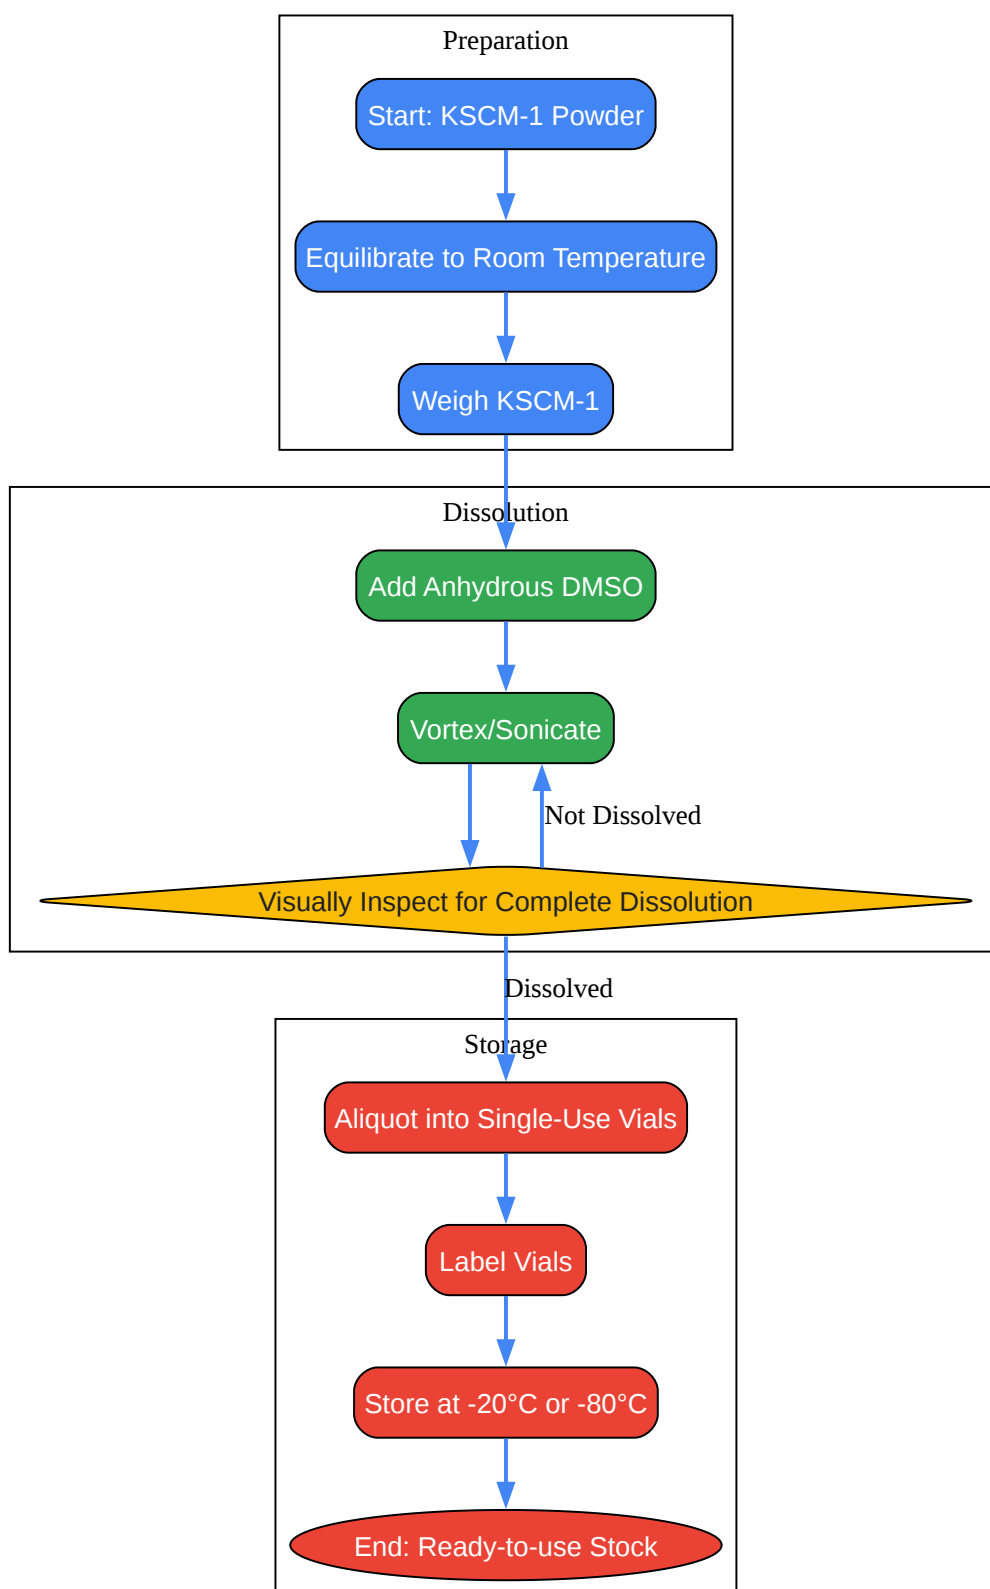 Preparation
Start: KSCM-1 Powder
Equilibrate to Room Temperature
Weigh KSCM-1
Dissolution
Add Anhydrous DMSO
Vortex/Sonicate
Not Dissolved
Visually Inspect for Complete Dissolution
Dissolved
Storage
Aliquot into Single-Use Vials
Label Vials
Store at -20°C or -80°C
End: Ready-to-use Stock